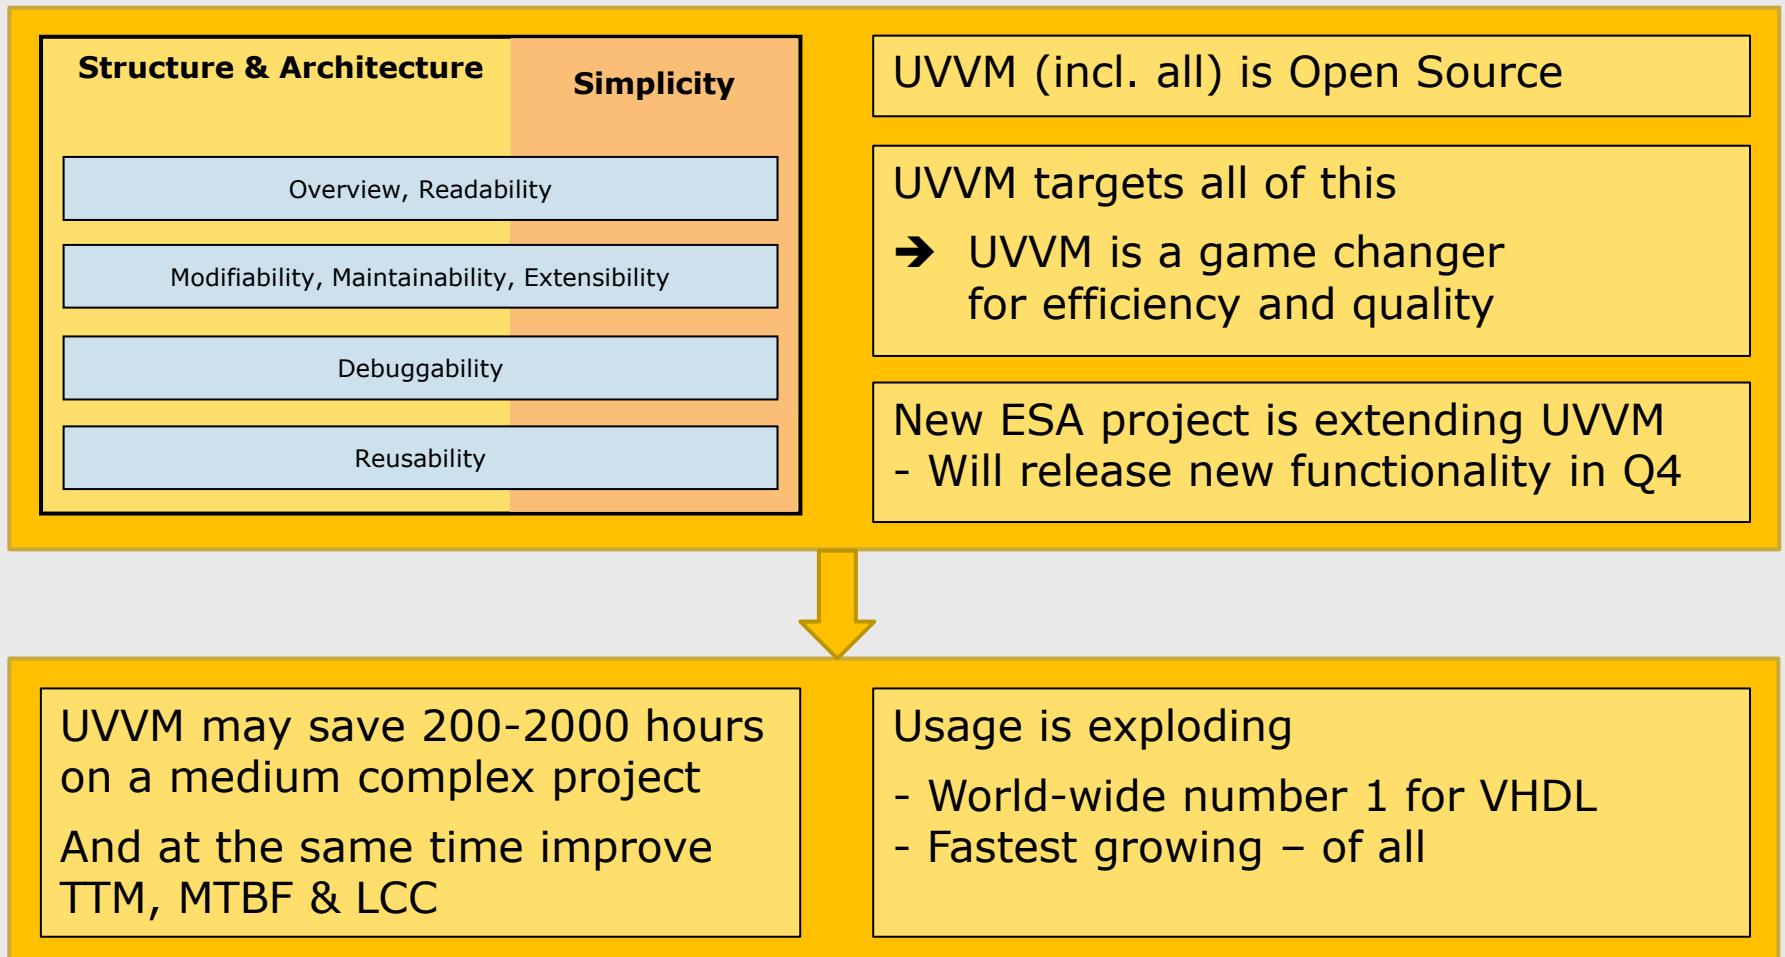 Structure & Architecture
Simplicity
Overview, Readability
Modifiability, Maintainability, Extensibility
Debuggability
Reusability
UVVM (incl. all) is Open Source
UVVM targets all of this
➔ UVVM is a game changer
for efficiency and quality
New ESA project is extending UVVM
- Will release new functionality in Q4
UVVM may save 200-2000 hours
on a medium complex project
And at the same time improve
TTM, MTBF & LCC
Usage is exploding
- World-wide number 1 for VHDL
- Fastest growing – of all